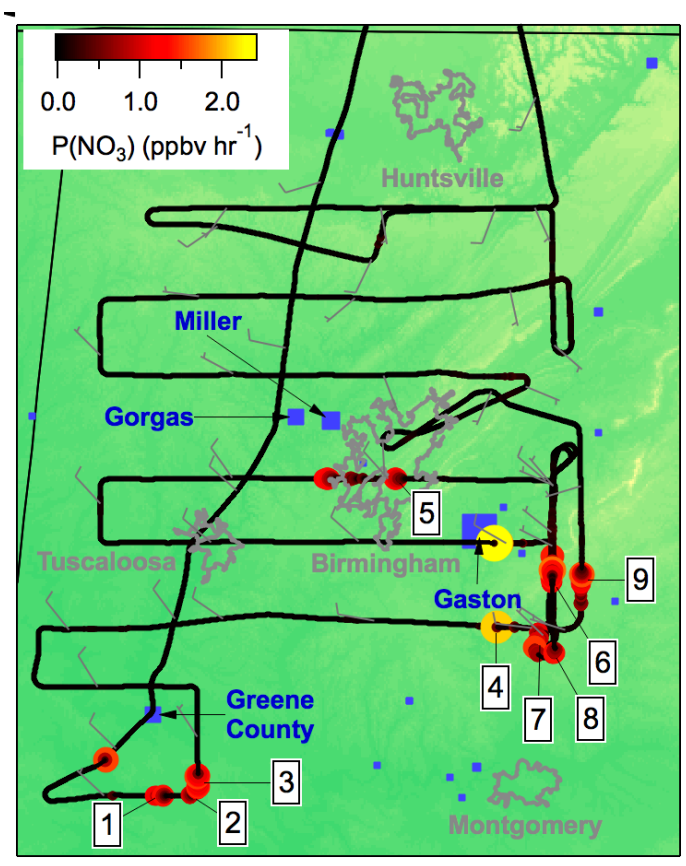 0.0 1.0 2.0
P(NO₃) (ppbv hr⁻¹)
Huntsville
Miller
Gorgas
5
Tuscaloosa
Birmingham
9
Gaston
6
4
7
8
Greene
County
3
1
2
Montgomery